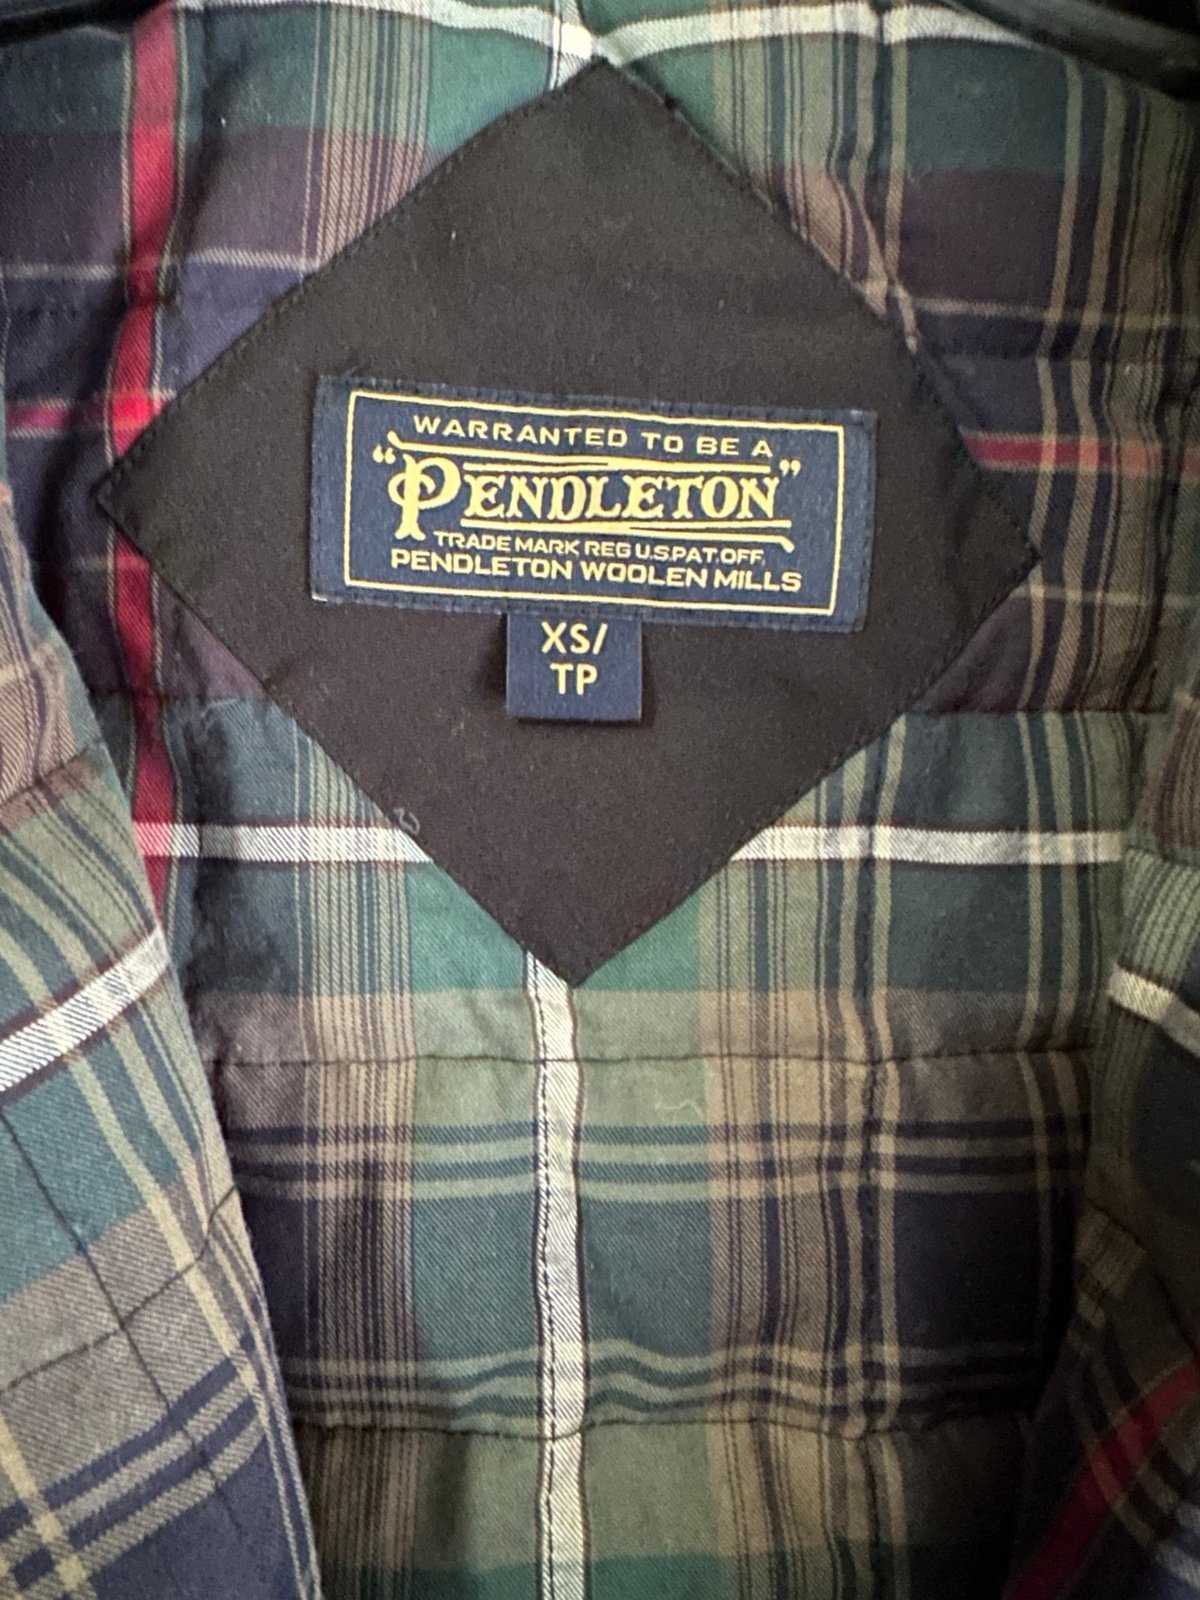 WARRANTED TO BE A
"PENDLETON"
TRADE MARK REG U.S.PAT.OFF.
PENDLETON WOOLEN MILLS
XS/
TP